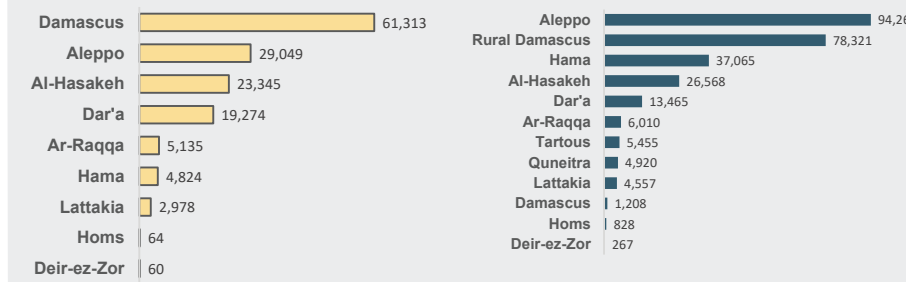 Damascus 61,313
Aleppo 29,049
Al-Hasakeh 23,345
Dar'a 19,274
Ar-Raqqa 5,135
Hama 4,824
Lattakia 2,978
Homs 64
Deir-ez-Zor 60
Aleppo
Rural Damascus 78,321
Hama 37,065
Al-Hasakeh 26,568
Dar'a 13,465
Ar-Raqqa 6,010
Tartous 5,455
Quneitra 4,920
Lattakia 4,557
Damascus 1,208
Homs 828
Deir-ez-Zor 267